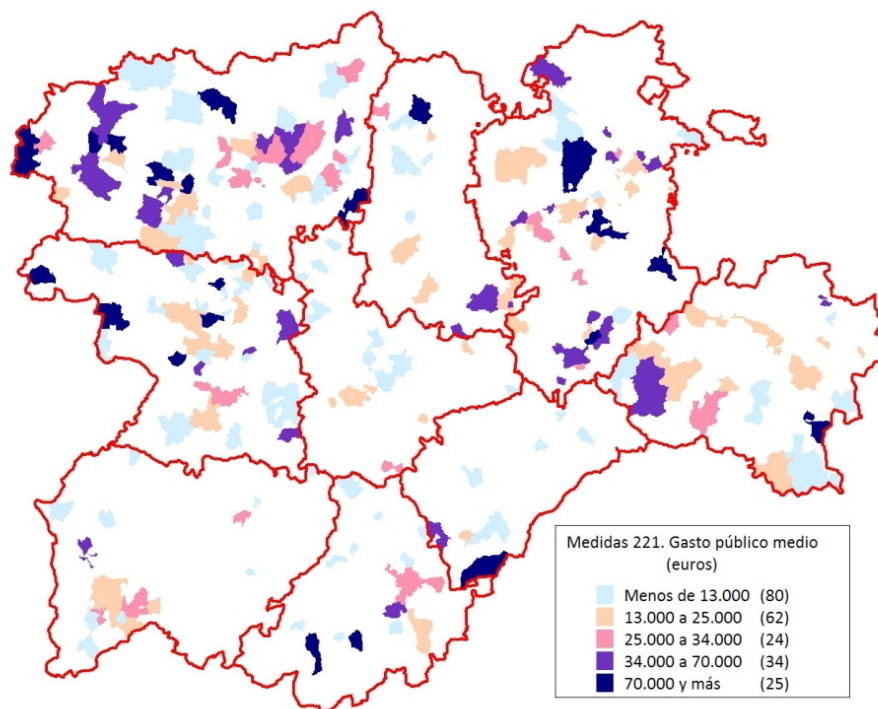 Medidas 221. Gasto público medio
(euros)
Menos de 13.000 (80)
13.000 a 25.000 (62)
25.000 a 34.000 (24)
34.000 a 70.000 (34)
70.000 y más (25)